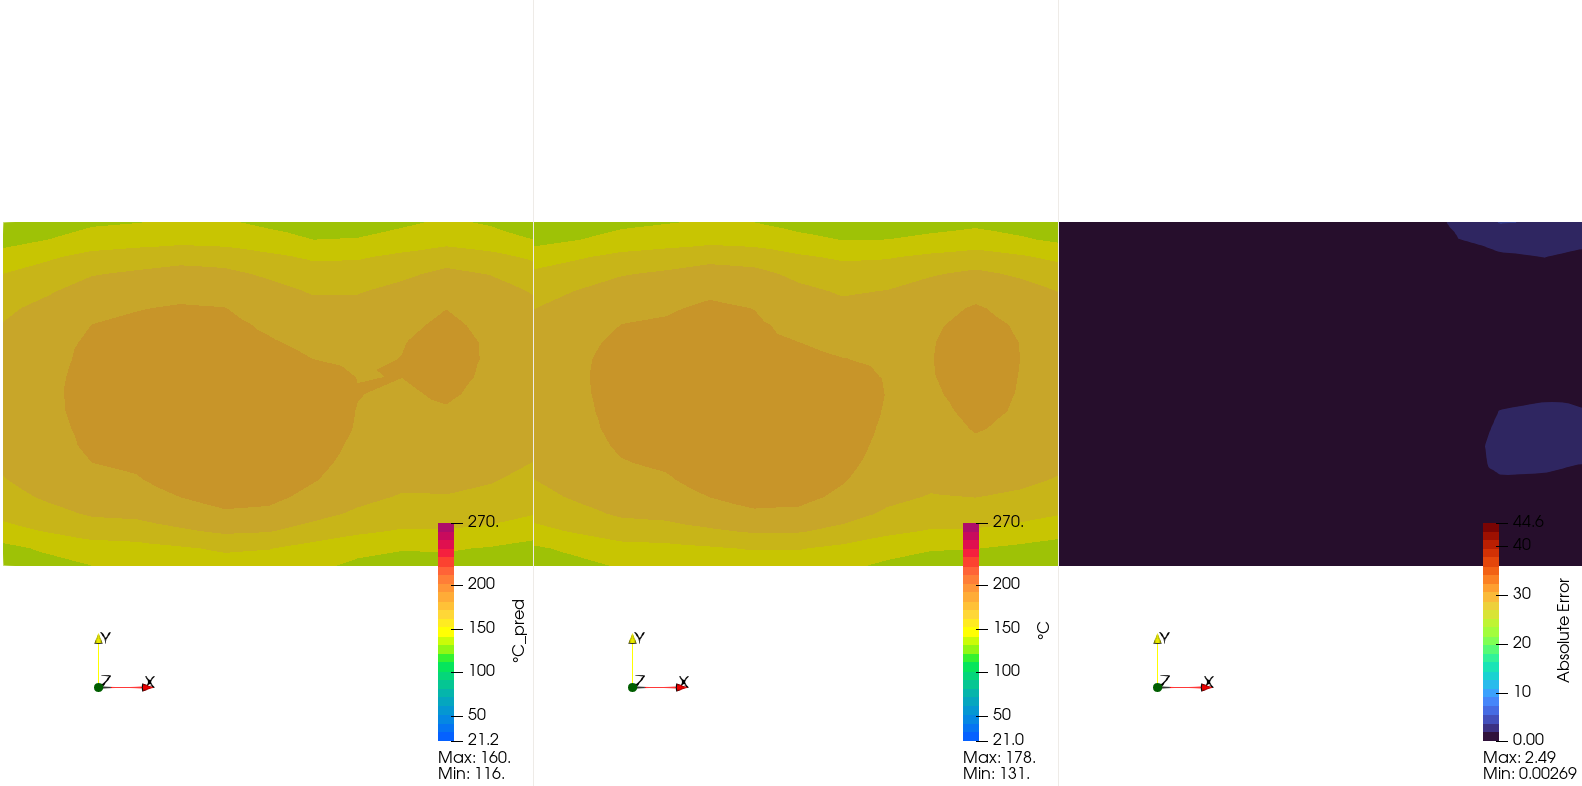 270.
200
150
100
50
21.2
°C_pred
Max: 160.
Min: 116.
Y
Z
X
270.
200
150
100
50
21.0
°C
Max: 178.
Min: 131.
Y
Z
X
44.6
40
30
20
10
0.00
Absolute Error
Max: 2.49
Min: 0.00269
Y
Z
X